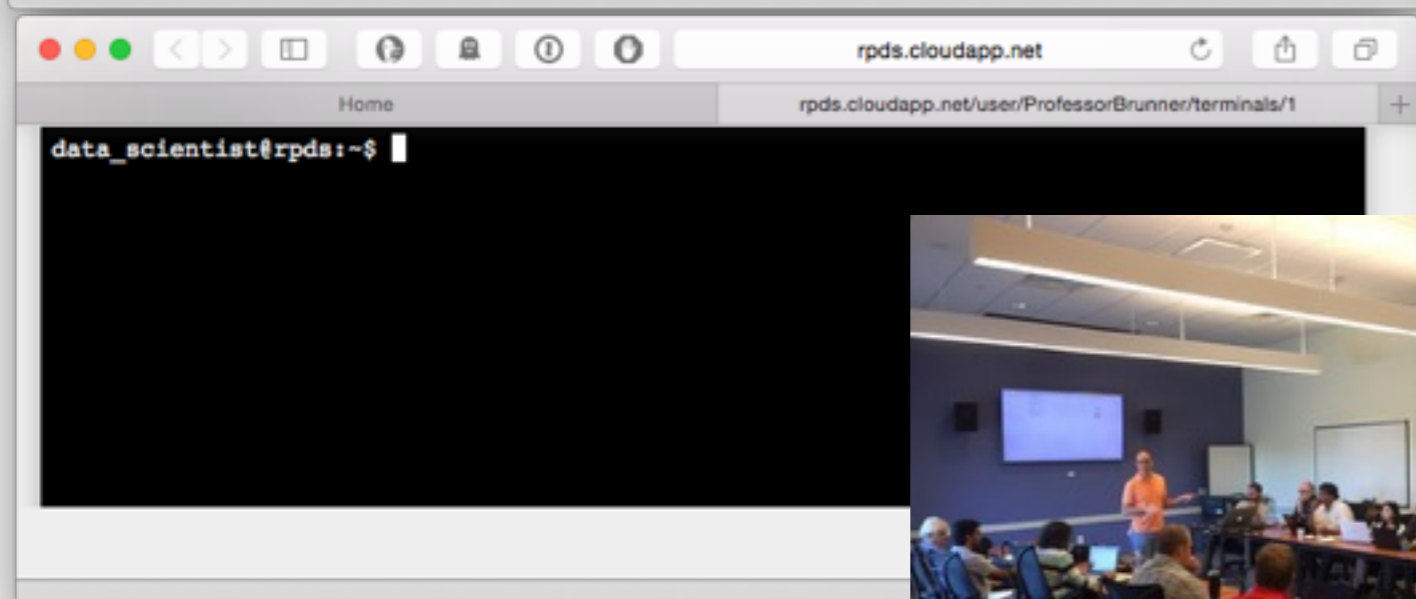 rpds.cloudapp.net
Home
rpds.cloudapp.net/user/ProfessorBrunner/terminals/1
data_scientist@rpds:~$